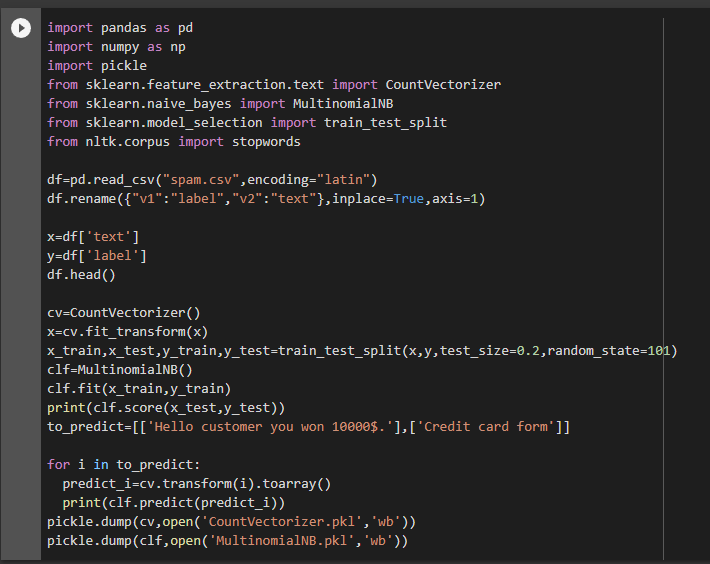 import pandas as pd
import numpy as np
import pickle
from sklearn.feature_extraction.text import CountVectorizer
from sklearn.naive_bayes import MultinomialNB
from sklearn.model_selection import train_test_split
from nltk.corpus import stopwords

df=pd.read_csv("spam.csv",encoding="latin")
df.rename({"v1":"label","v2":"text"},inplace=True,axis=1)

x=df['text']
y=df['label']
df.head()

cv=CountVectorizer()
x=cv.fit_transform(x)
x_train,x_test,y_train,y_test=train_test_split(x,y,test_size=0.2,random_state=101)
clf=MultinomialNB()
clf.fit(x_train,y_train)
print(clf.score(x_test,y_test))
to_predict=[['Hello customer you won 10000$.'],['Credit card form']]

for i in to_predict:
  predict_i=cv.transform(i).toarray()
  print(clf.predict(predict_i))
pickle.dump(cv,open('CountVectorizer.pkl','wb'))
pickle.dump(clf,open('MultinomialNB.pkl','wb'))